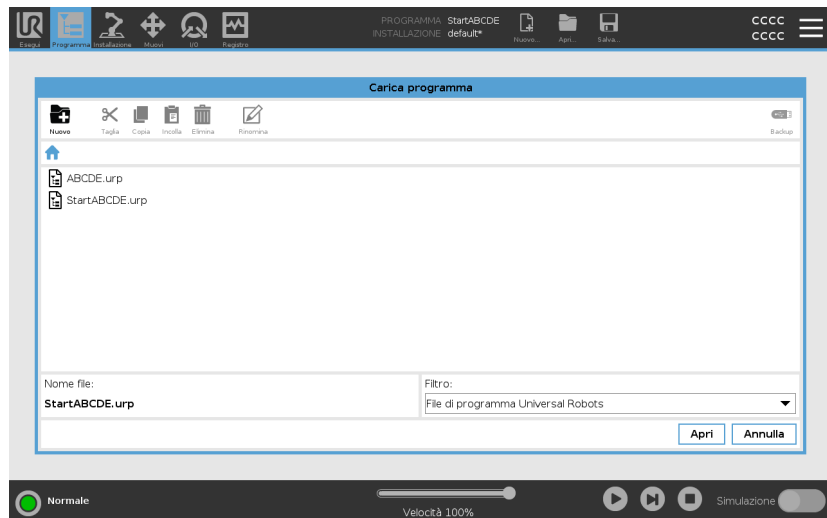 PROGRAMMA StartABCDE
INSTALLAZIONE default*
CCCC
CCCC
Esegui Programma Installazione Muovi I/O Registro
Nuovo... Apri... Salva...
Carica programma
Nuovo Taglia Copia Incolla Elimina Rinomina Backup
ABCDE.urp
StartABCDE.urp
Nome file:
StartABCDE.urp
Filtro:
File di programma Universal Robots
Apri Annulla
Normale
Velocità 100%
Simulazione